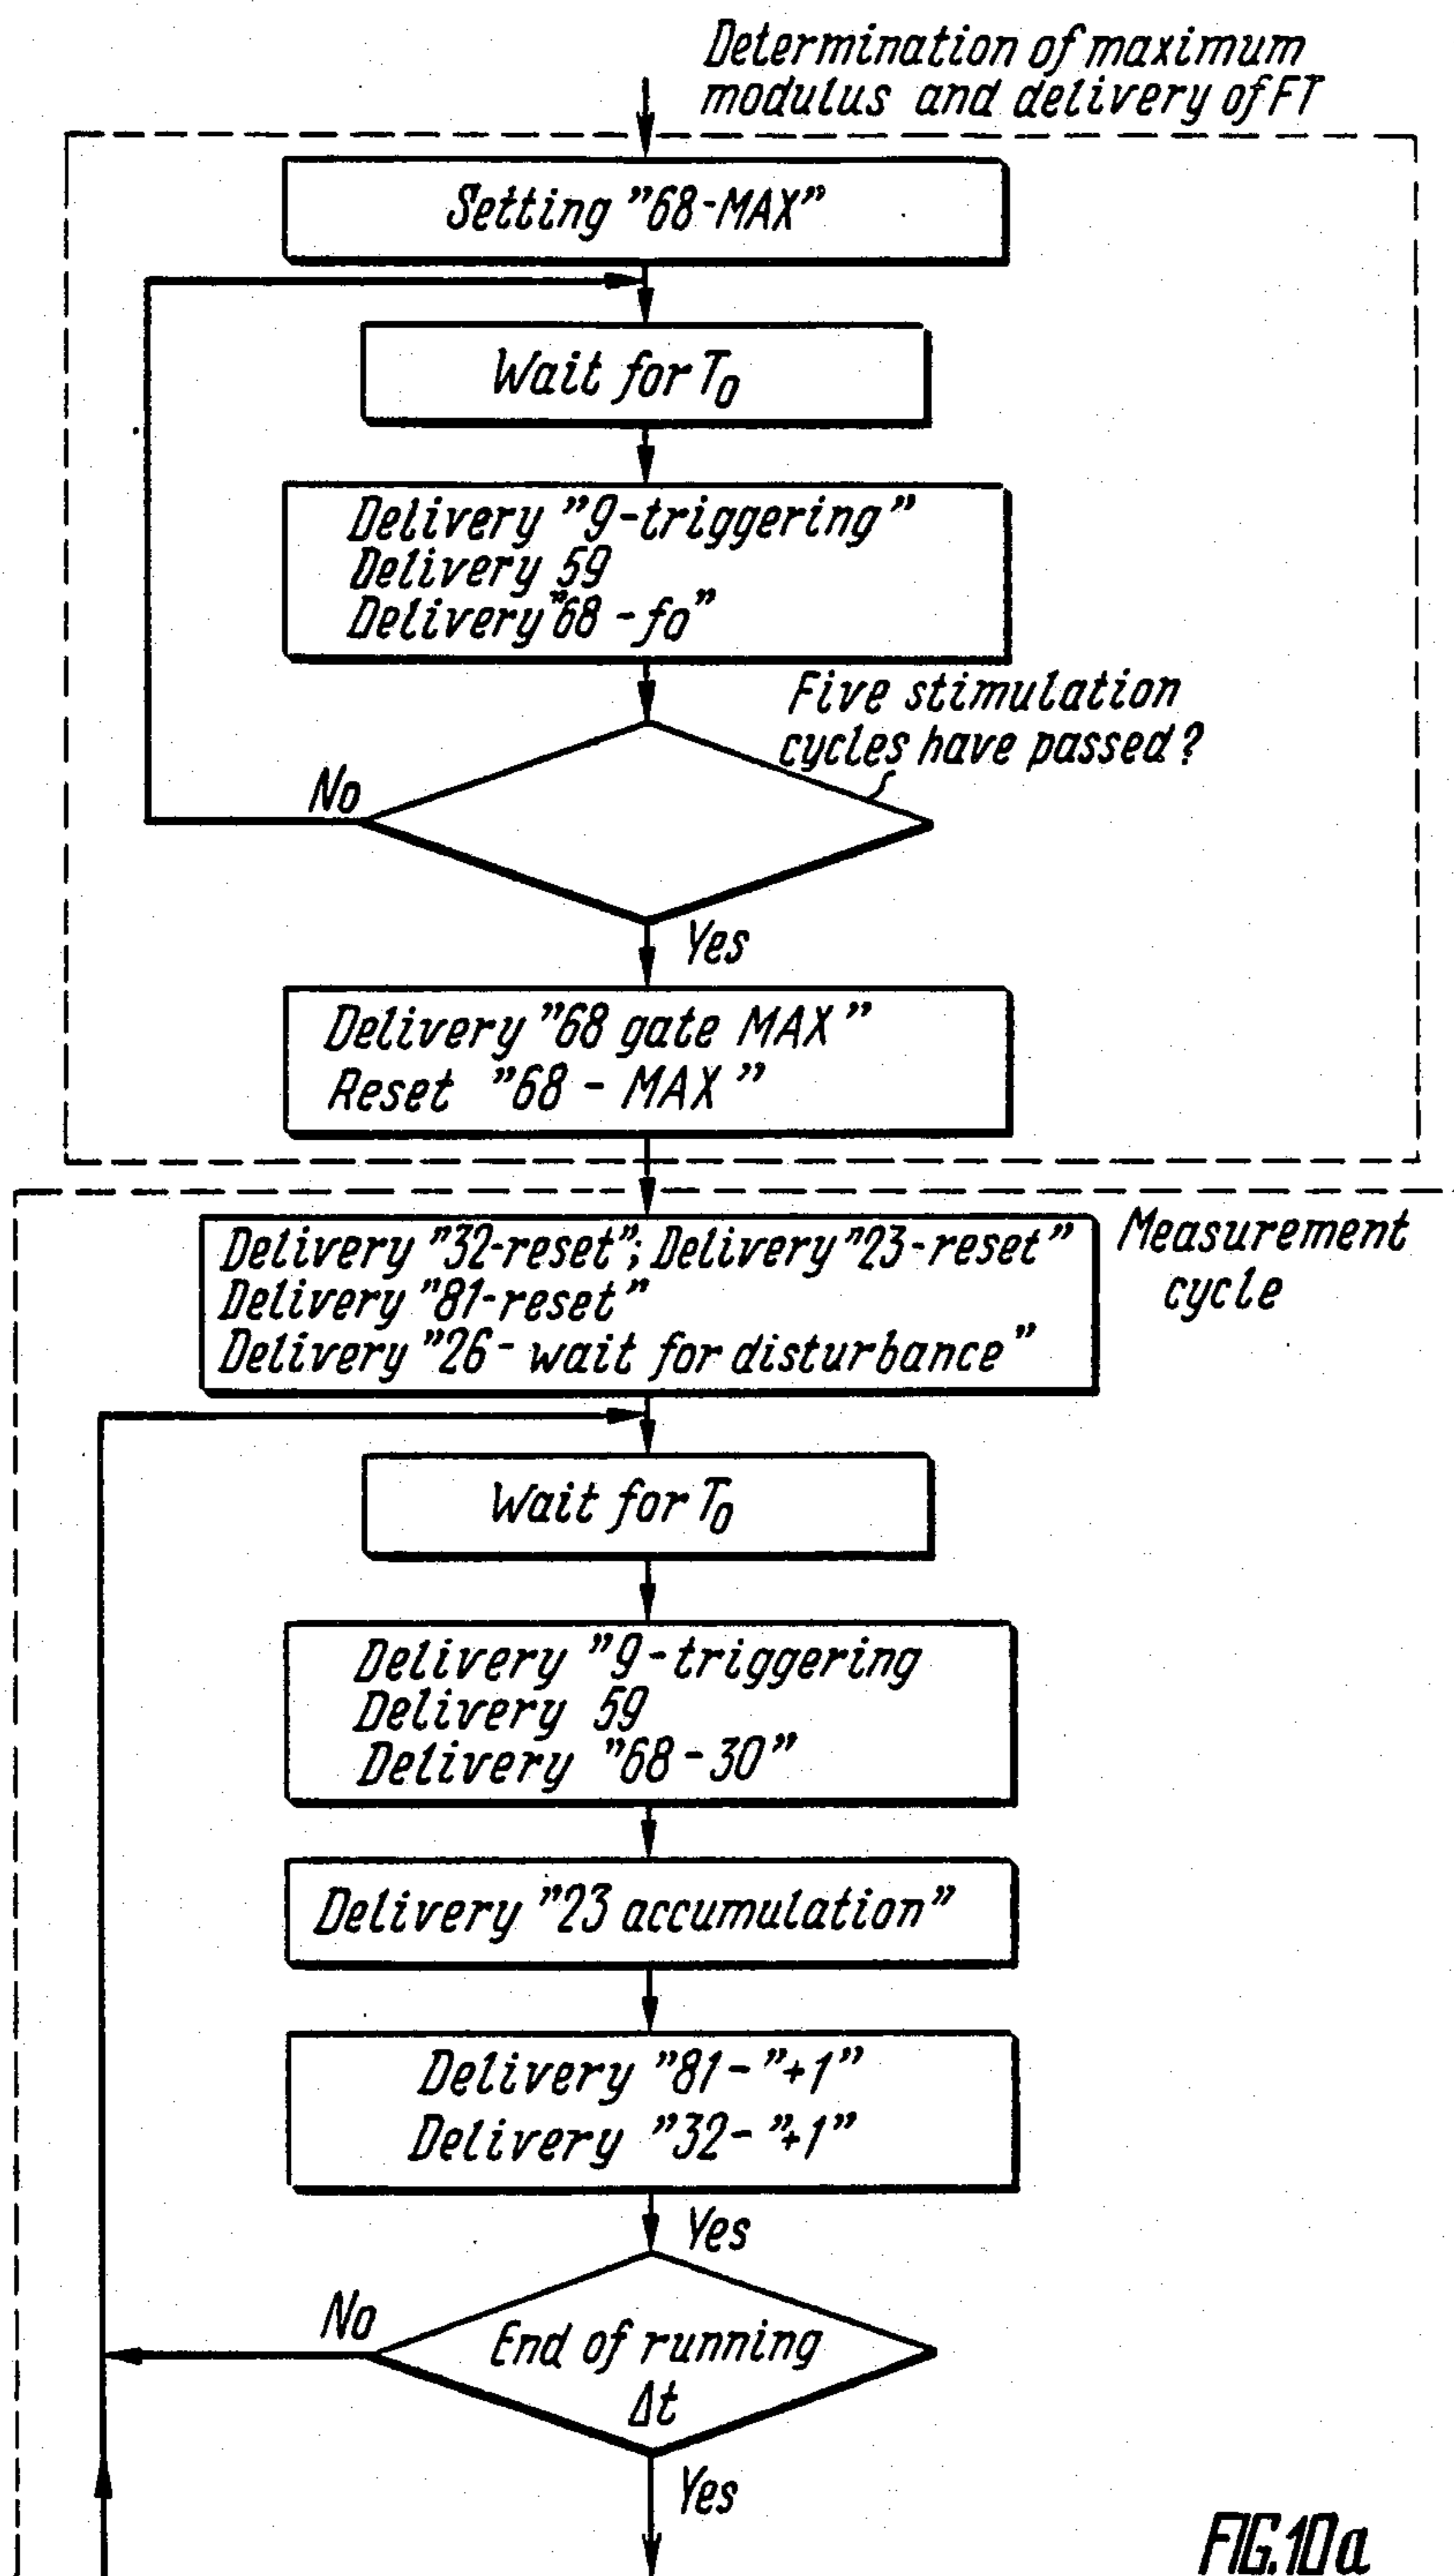 Determination of maximum
modulus and delivery of FT
Setting "68-MAX"
Wait for T₀
Delivery "9-triggering"
Delivery 59
Delivery "68 - fo"
Five stimulation
cycles have passed?
No
Yes
Delivery "68 gate MAX"
Reset "68 - MAX"
Delivery "32-reset"; Delivery "23-reset"
Delivery "81-reset"
Delivery "26- wait for disturbance"
Measurement
cycle
Wait for T₀
Delivery "9-triggering
Delivery 59
Delivery "68-30"
Delivery "23 accumulation"
Delivery "81- "+1"
Delivery "32- "+1"
Yes
No
End of running
Δt
Yes
FIG.10a